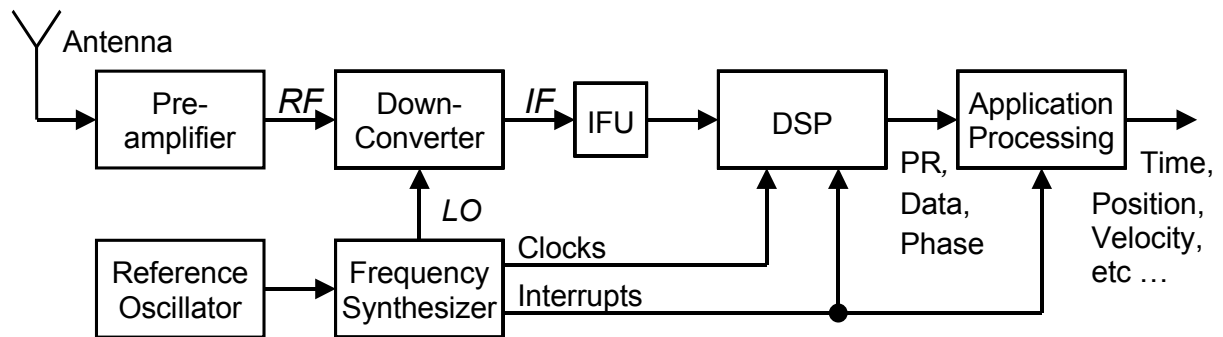 Antenna
Pre-
amplifier
RF
Down-
Converter
IF
IFU
DSP
Application
Processing
PR,
Data,
Phase
Time,
Position,
Velocity,
etc …
LO
Reference
Oscillator
Frequency
Synthesizer
Clocks
Interrupts